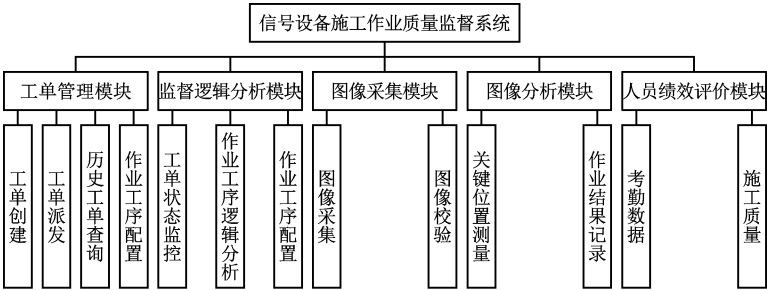 信号设备施工作业质量监督系统
工单管理模块
监督逻辑分析模块
图像采集模块
图像分析模块
人员绩效评价模块
工单创建
工单派发
历史工单查询
作业工序配置
工单状态监控
作业工序逻辑分析
作业工序配置
图像采集
图像校验
关键位置测量
作业结果记录
考勤数据
施工质量